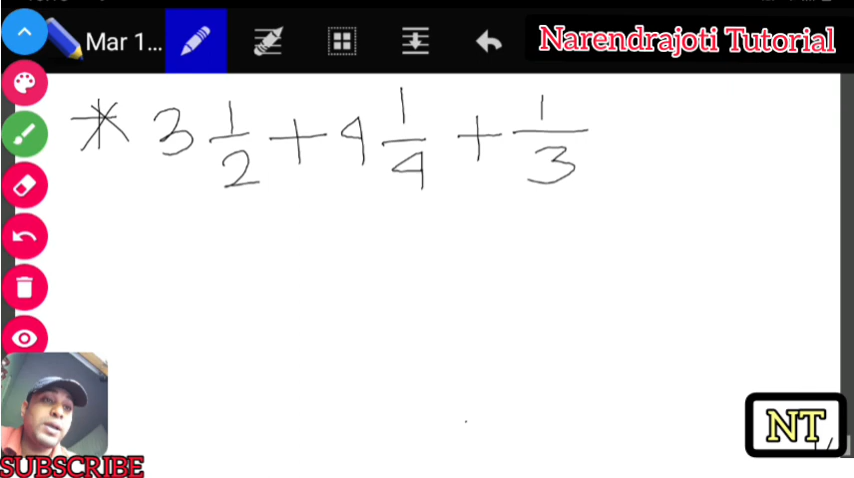 Mar 1...
Narendrajoti Tutorial
* 3 1/2 + 4 1/4 + 1/3
NT
SUBSCRIBE